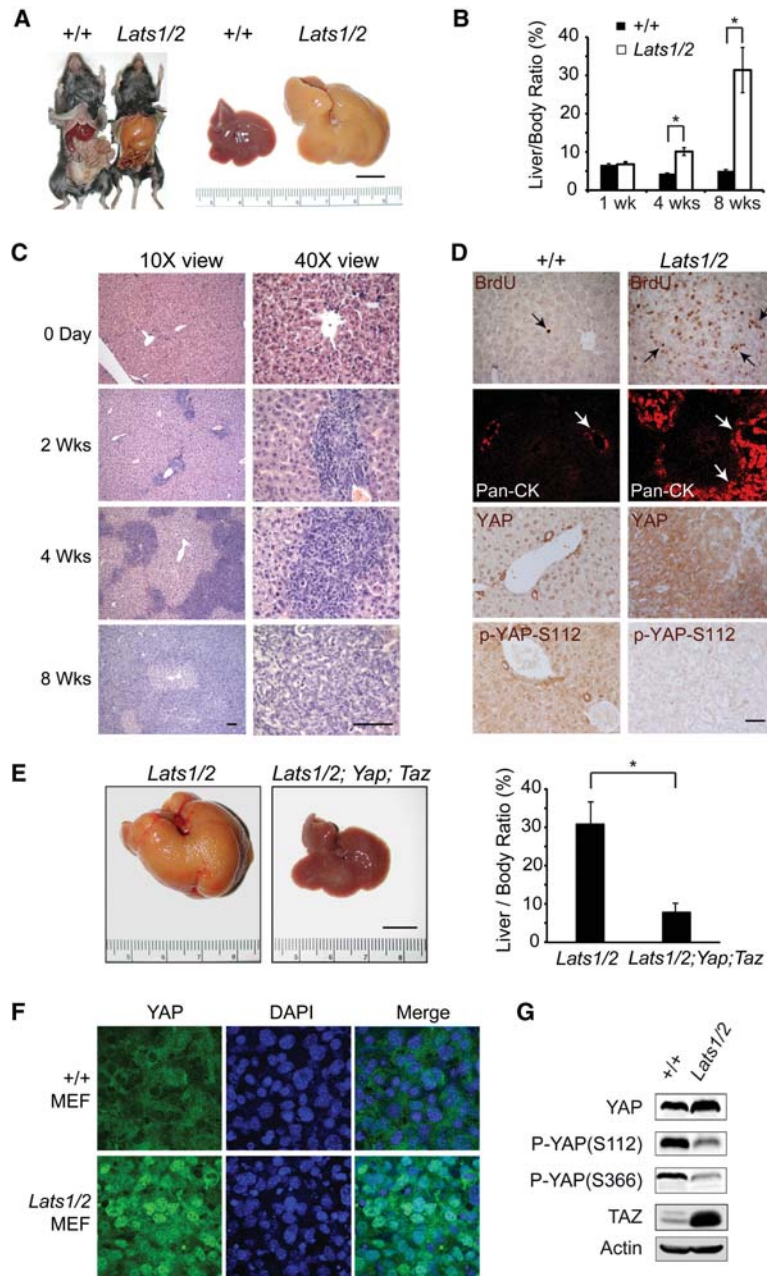 A
+/+ Lats1/2 +/+ Lats1/2
B
+/+
Lats1/2
Liver/Body Ratio (%)
40
30
20
10
0
*
*
1 wk 4 wks 8 wks
C
10X view 40X view
0 Day
2 Wks
4 Wks
8 Wks
D
+/+ Lats1/2
BrdU BrdU
Pan-CK Pan-CK
YAP YAP
p-YAP-S112 p-YAP-S112
E
Lats1/2 Lats1/2; Yap; Taz
Liver / Body Ratio (%)
40
30
20
10
0
*
Lats1/2 Lats1/2;Yap;Taz
F
YAP DAPI Merge
+/+
MEF
Lats1/2
MEF
G
+/+ Lats1/2
YAP
P-YAP(S112)
P-YAP(S366)
TAZ
Actin